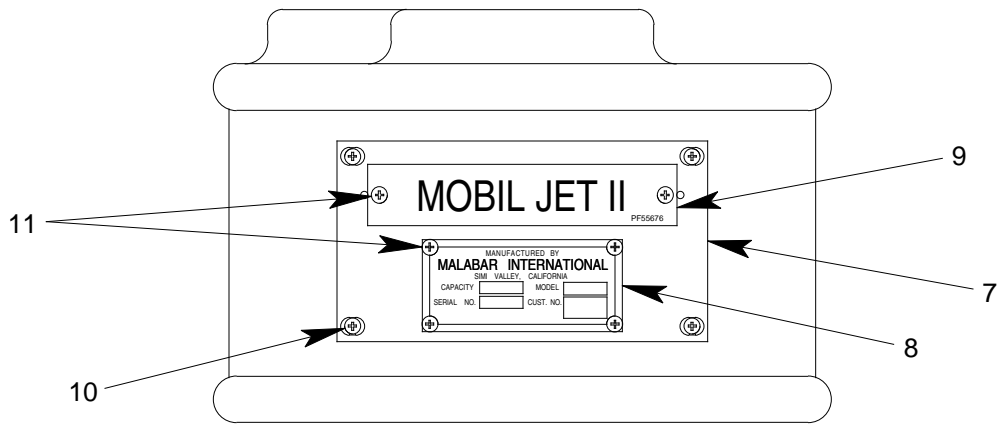 MOBIL JET II
PF55676
MANUFACTURED BY
MALABAR INTERNATIONAL
SIMI VALLEY, CALIFORNIA
CAPACITY MODEL
SERIAL NO. CUST. NO.
9
11
7
8
10